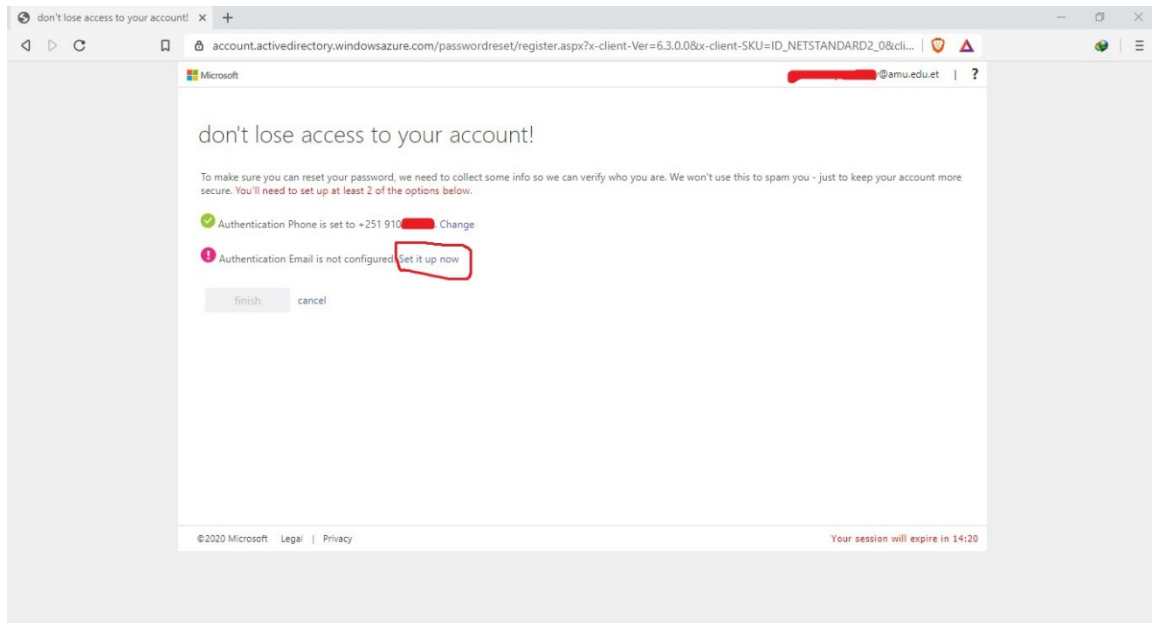 don't lose access to your account!
account.activedirectory.windowsazure.com/passwordreset/register.aspx?x-client-Ver=6.3.0.0&x-client-SKU=ID_NETSTANDARD2_0&cli...
Microsoft @amu.edu.et | ?
don't lose access to your account!
To make sure you can reset your password, we need to collect some info so we can verify who you are. We won't use this to spam you - just to keep your account more
secure. You'll need to set up at least 2 of the options below.
Authentication Phone is set to +251 910 . Change
! Authentication Email is not configured. Set it up now
finish cancel
©2020 Microsoft Legal | Privacy Your session will expire in 14:20